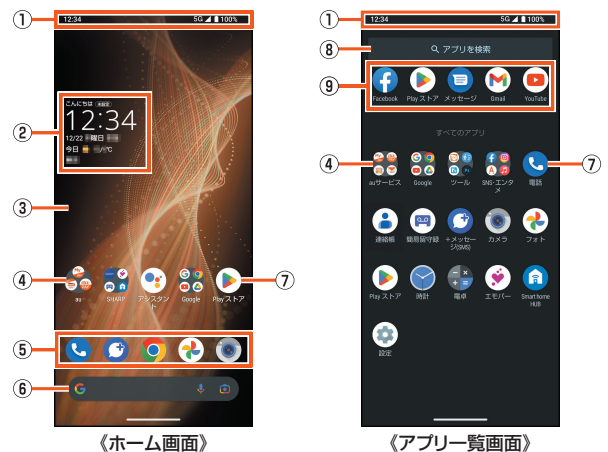 ①
12:34 5G 100%
②
こんにちは 未設定
12:34
12/22 曜日
今日 /℃
③
④
au SHARP アシスタント Google Play ストア
⑦
⑤
⑥
《ホーム画面》
①
12:34 5G 100%
⑧
アプリを検索
⑨
Facebook Play ストア メッセージ Gmail YouTube
すべてのアプリ
④
auサービス Google ツール SNS・エンタメ 電話
⑦
連絡帳 簡易留守録 +メッセージ(SMS) カメラ フォト
Play ストア 時計 電卓 エモパー Smart home HUB
設定
《アプリ一覧画面》